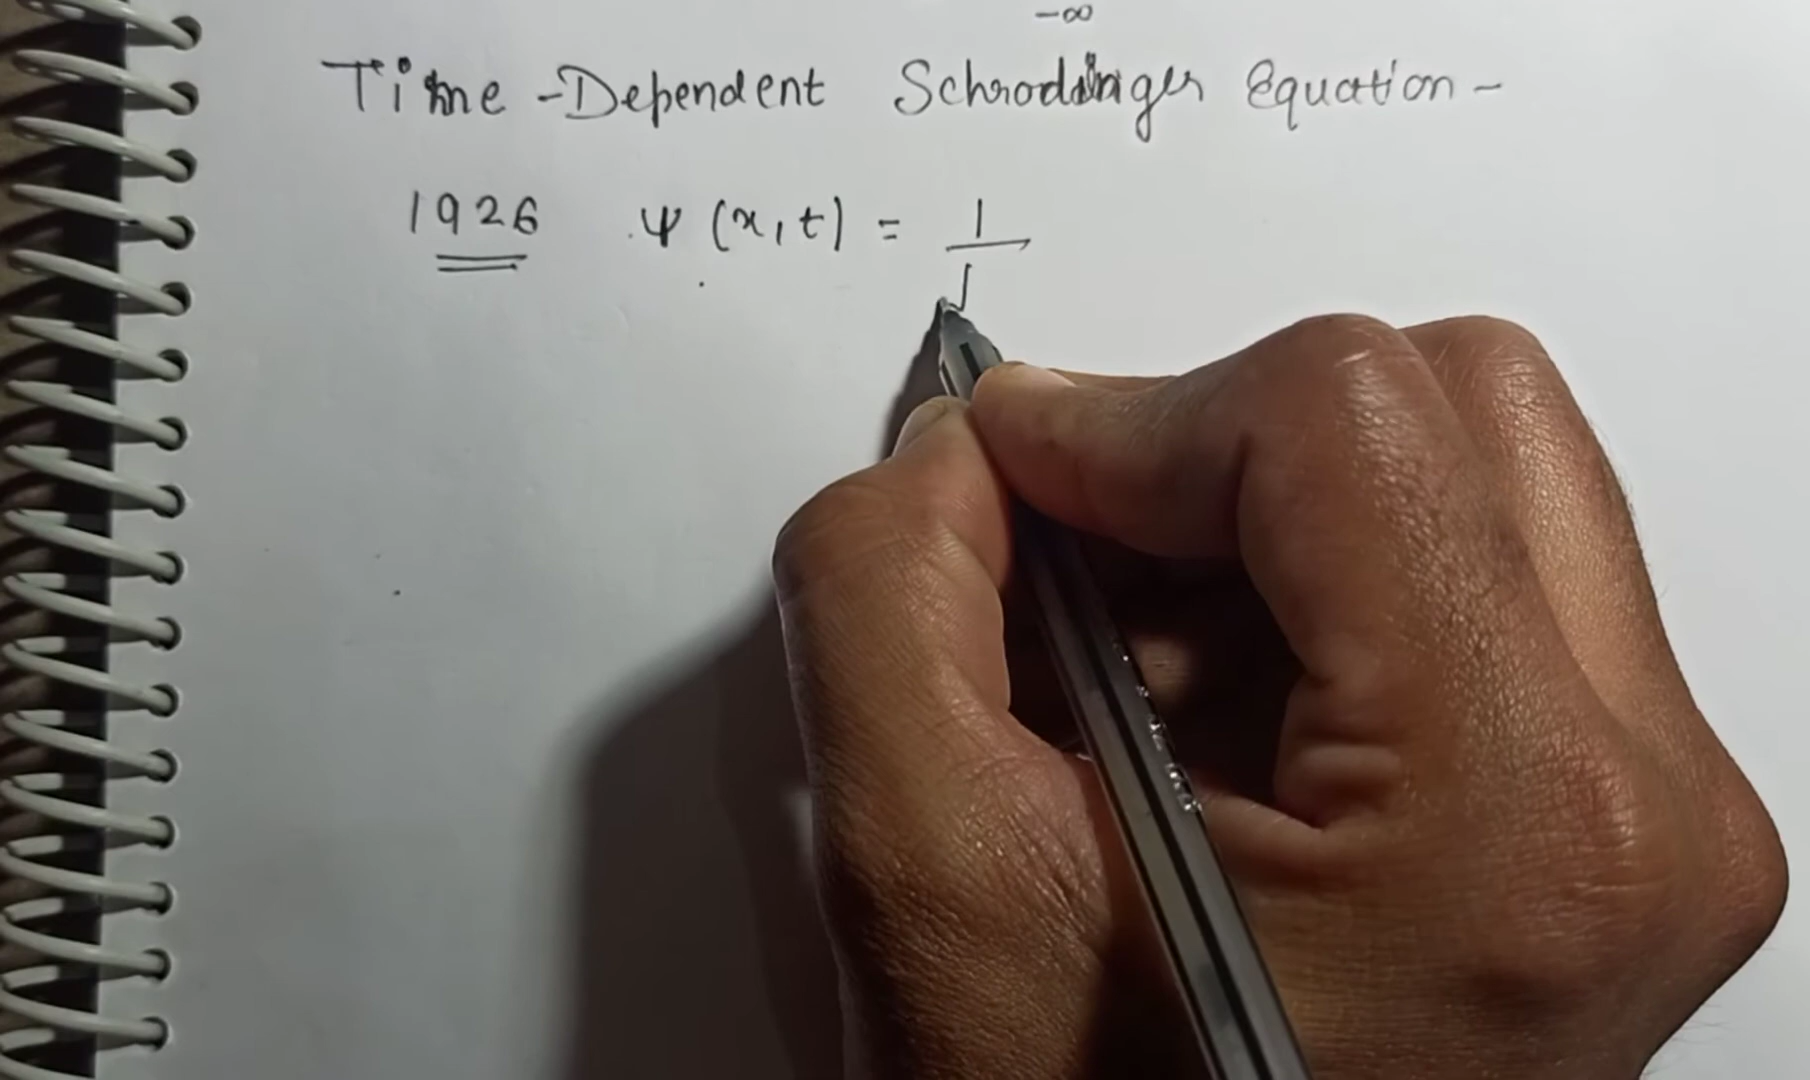 -∞
Time-Dependent Schrodinger Equation-
1926 ψ (x,t) = 1
√